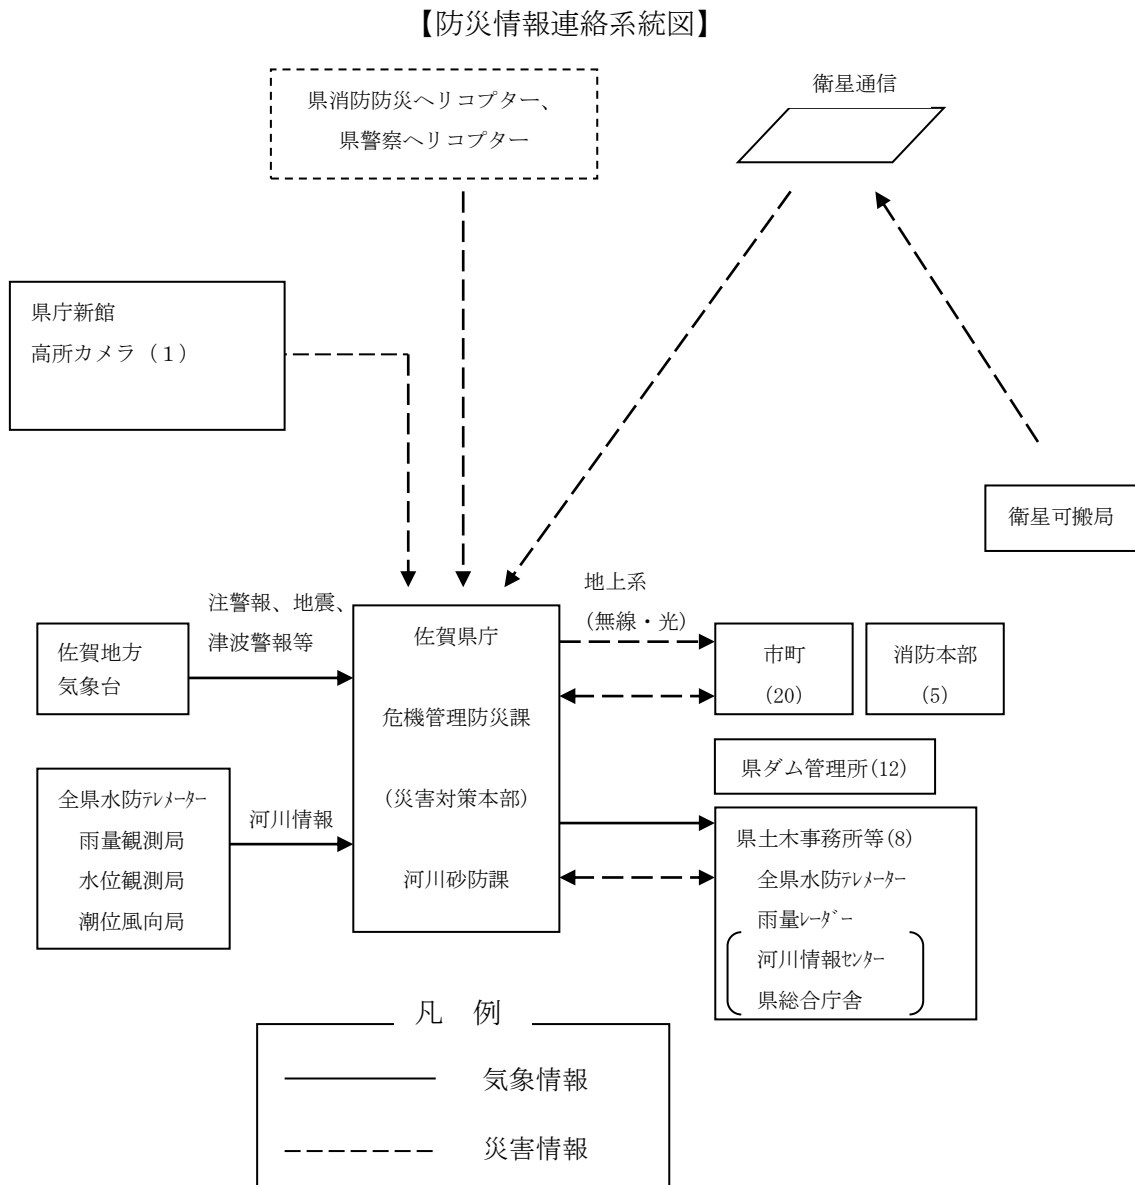 【防災情報連絡系統図】
県消防防災ヘリコプター、
県警察ヘリコプター
衛星通信
県庁新館
高所カメラ（１）
衛星可搬局
地上系
(無線・光)
注警報、地震、
津波警報等
佐賀地方
気象台
佐賀県庁
危機管理防災課
(災害対策本部)
河川砂防課
市町
(20)
消防本部
(5)
県ダム管理所(12)
全県水防ﾃﾚﾒｰﾀｰ
雨量観測局
水位観測局
潮位風向局
河川情報
県土木事務所等(8)
全県水防ﾃﾚﾒｰﾀｰ
雨量ﾚｰﾀﾞｰ
河川情報ｾﾝﾀｰ
県総合庁舎
凡　例
気象情報
災害情報